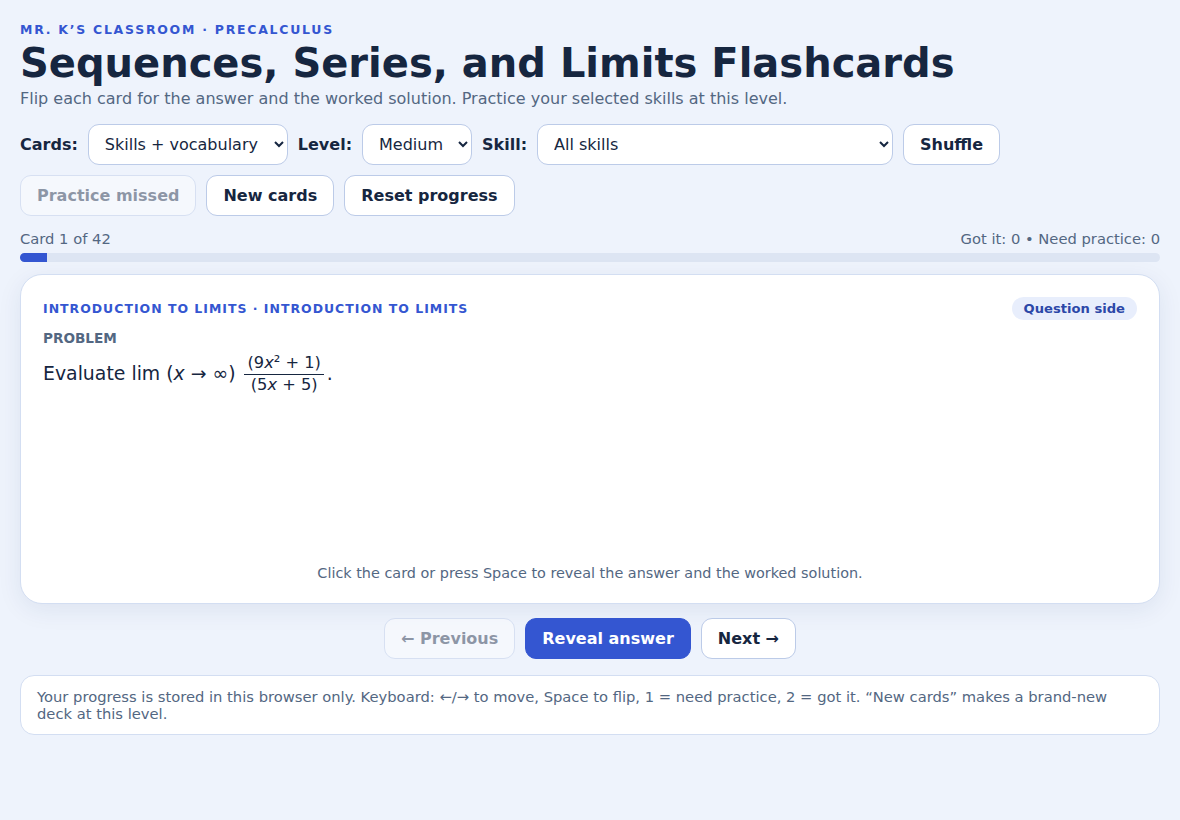 MR. K’S CLASSROOM · PRECALCULUS
Sequences, Series, and Limits Flashcards
Flip each card for the answer and the worked solution. Practice your selected skills at this level.
Cards: Skills + vocabulary Level: Medium Skill: All skills Shuffle
Practice missed New cards Reset progress
Card 1 of 42 Got it: 0 • Need practice: 0
INTRODUCTION TO LIMITS · INTRODUCTION TO LIMITS Question side
PROBLEM
Evaluate lim (x → ∞) (9x² + 1)/(5x + 5).
Click the card or press Space to reveal the answer and the worked solution.
← Previous Reveal answer Next →
Your progress is stored in this browser only. Keyboard: ←/→ to move, Space to flip, 1 = need practice, 2 = got it. “New cards” makes a brand-new
deck at this level.